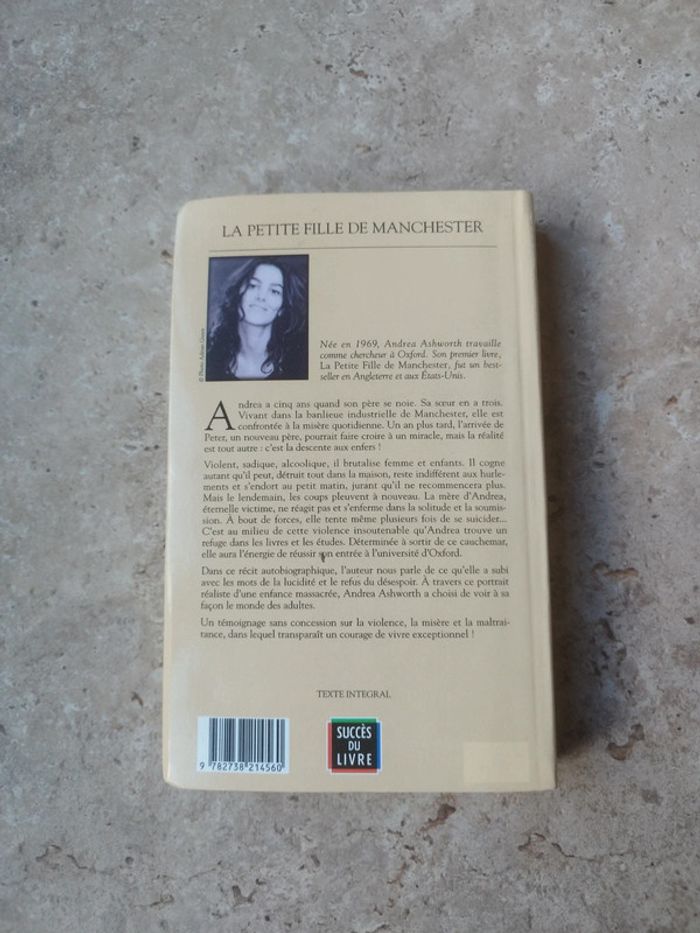 LA PETITE FILLE DE MANCHESTER
© Photo Adrian Green
Née en 1969, Andrea Ashworth travaille
comme chercheur à Oxford. Son premier livre,
La Petite Fille de Manchester, fut un best-
seller en Angleterre et aux États-Unis.
Andrea a cinq ans quand son père se noie. Sa sœur en a trois.
Vivant dans la banlieue industrielle de Manchester, elle est
confrontée à la misère quotidienne. Un an plus tard, l'arrivée de
Peter, un nouveau père, pourrait faire croire à un miracle, mais la réalité
est tout autre : c'est la descente aux enfers !
Violent, sadique, alcoolique, il brutalise femme et enfants. Il cogne
autant qu'il peut, détruit tout dans la maison, reste indifférent aux hurle-
ments et s'endort au petit matin, jurant qu'il ne recommencera plus.
Mais le lendemain, les coups pleuvent à nouveau. La mère d'Andrea,
éternelle victime, ne réagit pas et s'enferme dans la solitude et la soumis-
sion. À bout de forces, elle tente même plusieurs fois de se suicider...
C'est au milieu de cette violence insoutenable qu'Andrea trouve un
refuge dans les livres et les études. Déterminée à sortir de ce cauchemar,
elle aura l'énergie de réussir son entrée à l'université d'Oxford.
Dans ce récit autobiographique, l'auteur nous parle de ce qu'elle a subi
avec les mots de la lucidité et le refus du désespoir. À travers ce portrait
réaliste d'une enfance massacrée, Andrea Ashworth a choisi de voir à sa
façon le monde des adultes.
Un témoignage sans concession sur la violence, la misère et la maltrai-
tance, dans lequel transparaît un courage de vivre exceptionnel !
TEXTE INTEGRAL
9 782738 214560
SUCCÈS
DU
LIVRE